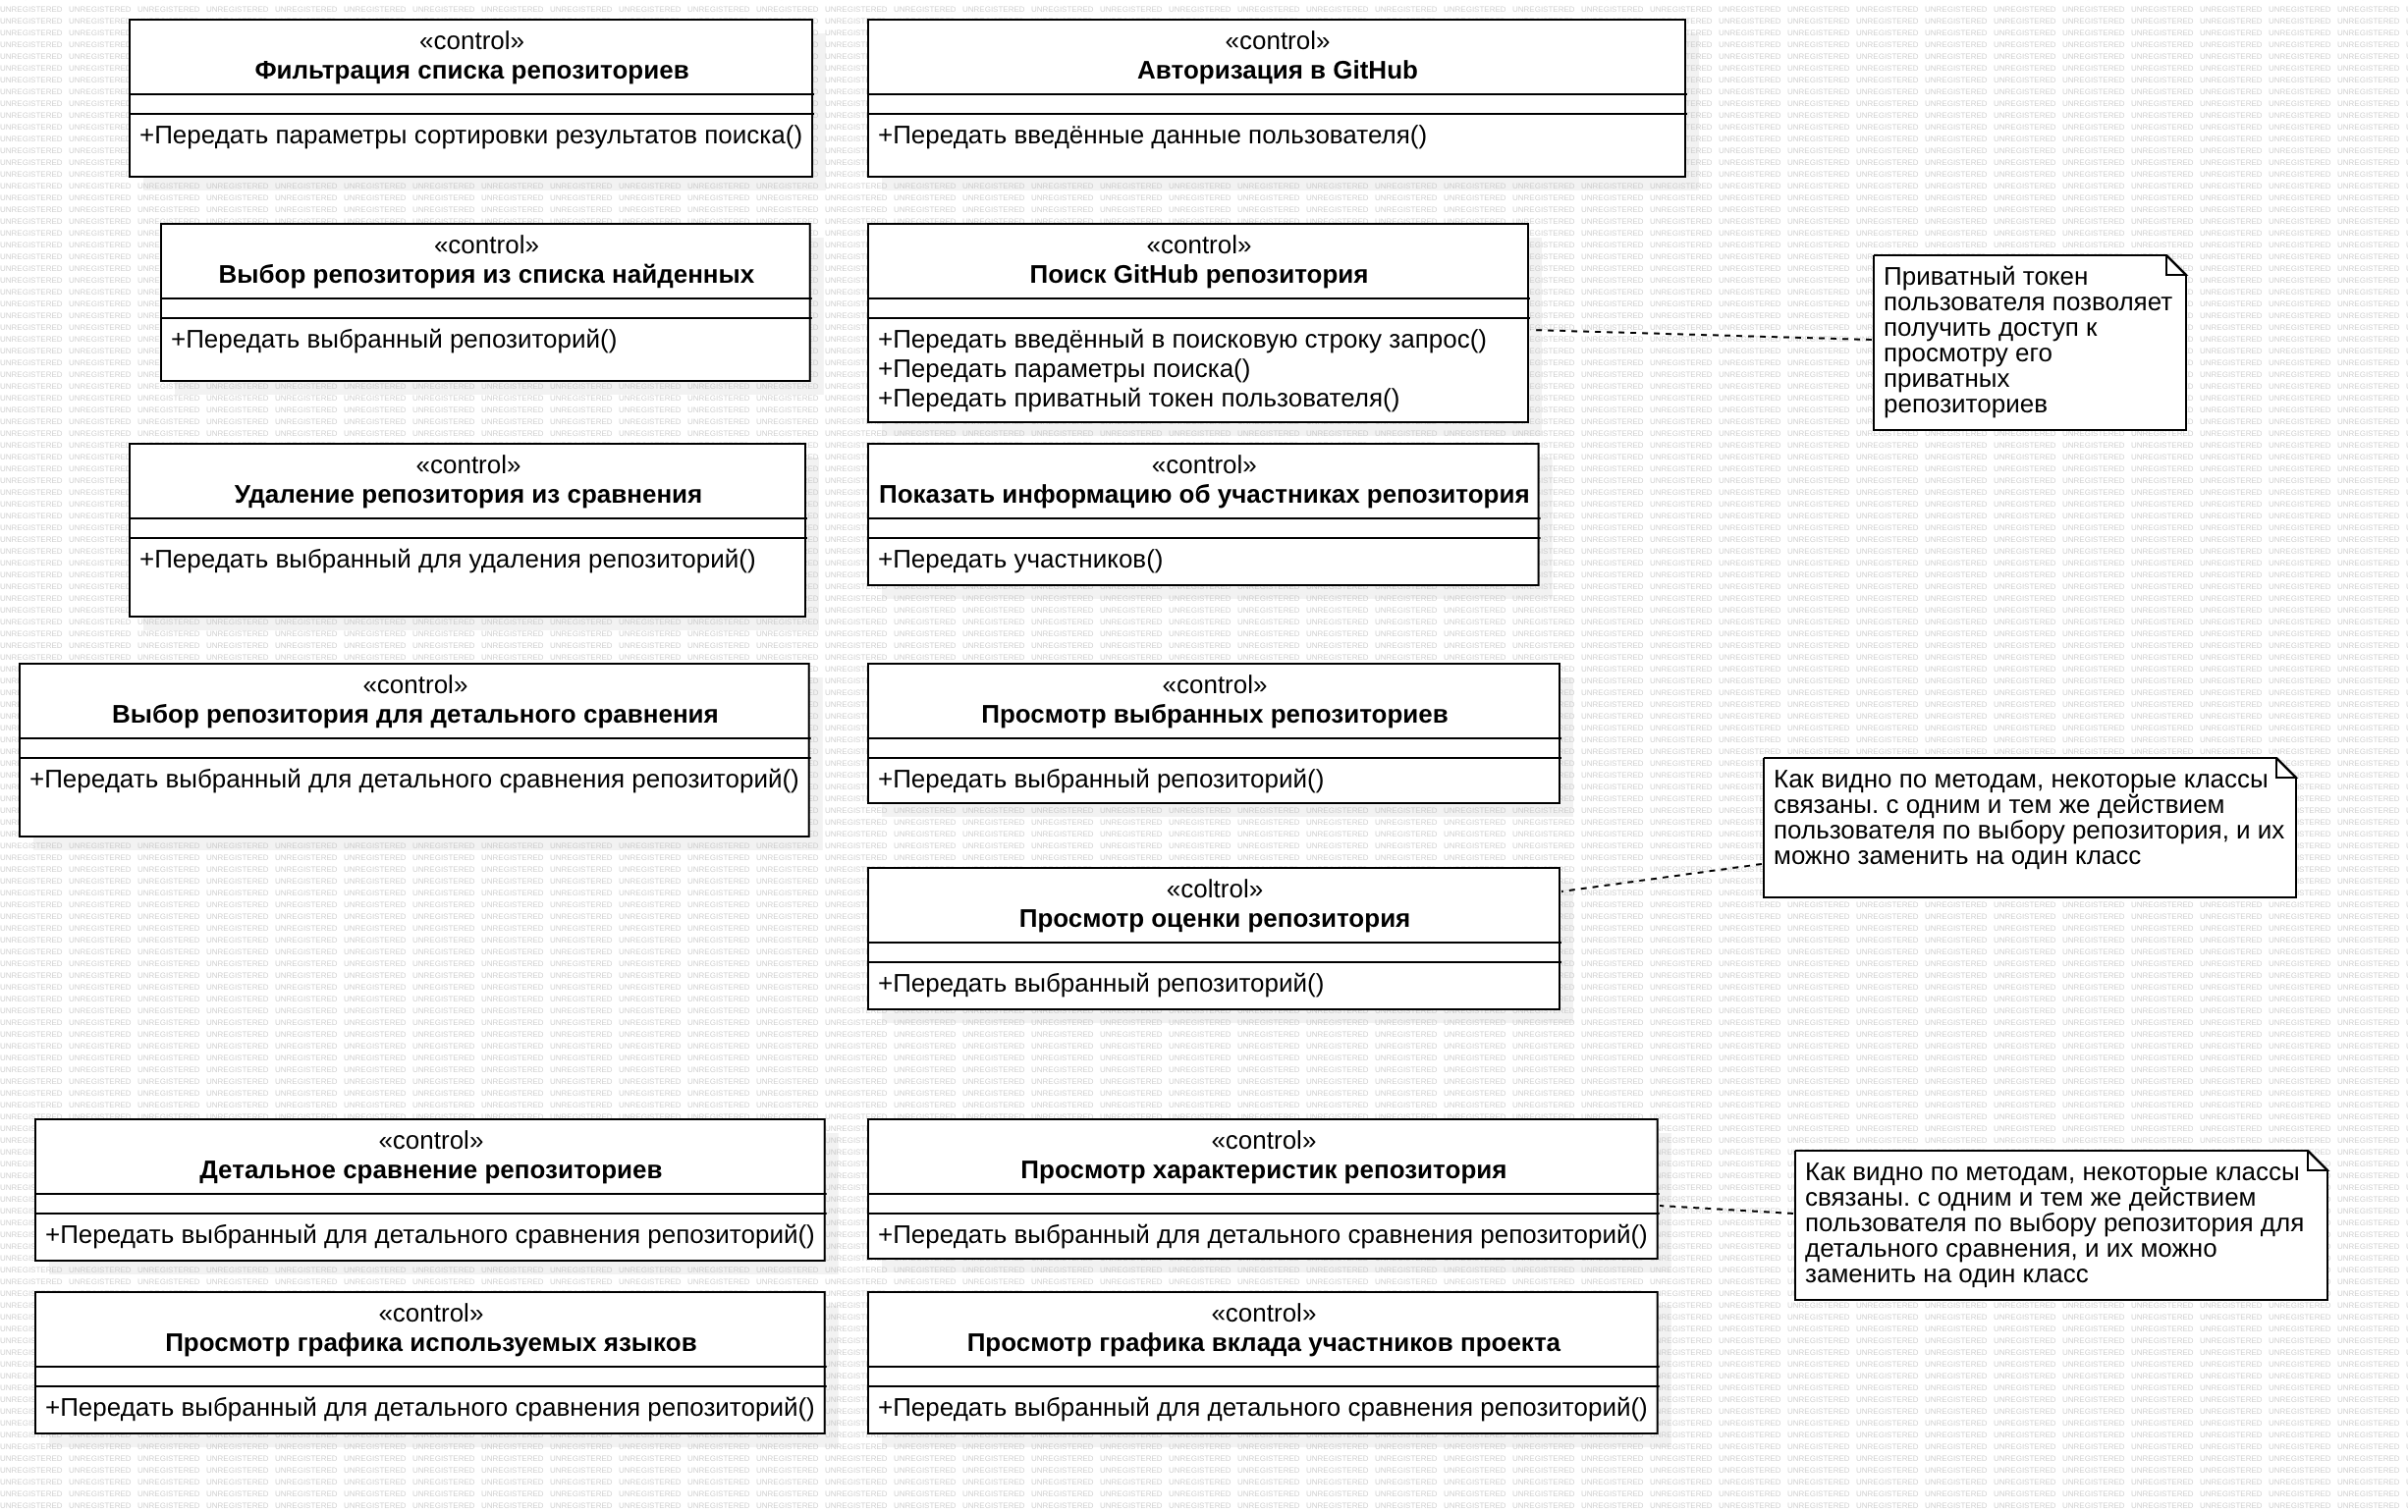 «control»
Фильтрация списка репозиториев
+Передать параметры сортировки результатов поиска()
«control»
Авторизация в GitHub
+Передать введённые данные пользователя()
«control»
Выбор репозитория из списка найденных
+Передать выбранный репозиторий()
«control»
Поиск GitHub репозитория
+Передать введённый в поисковую строку запрос()
+Передать параметры поиска()
+Передать приватный токен пользователя()
Приватный токен
пользователя позволяет
получить доступ к
просмотру его
приватных
репозиториев
«control»
Удаление репозитория из сравнения
+Передать выбранный для удаления репозиторий()
«control»
Показать информацию об участниках репозитория
+Передать участников()
«control»
Выбор репозитория для детального сравнения
+Передать выбранный для детального сравнения репозиторий()
«control»
Просмотр выбранных репозиториев
+Передать выбранный репозиторий()
Как видно по методам, некоторые классы
связаны. с одним и тем же действием
пользователя по выбору репозитория, и их
можно заменить на один класс
«coltrol»
Просмотр оценки репозитория
+Передать выбранный репозиторий()
«control»
Детальное сравнение репозиториев
+Передать выбранный для детального сравнения репозиторий()
«control»
Просмотр характеристик репозитория
+Передать выбранный для детального сравнения репозиторий()
Как видно по методам, некоторые классы
связаны. с одним и тем же действием
пользователя по выбору репозитория для
детального сравнения, и их можно
заменить на один класс
«control»
Просмотр графика используемых языков
+Передать выбранный для детального сравнения репозиторий()
«control»
Просмотр графика вклада участников проекта
+Передать выбранный для детального сравнения репозиторий()
UNREGISTERED